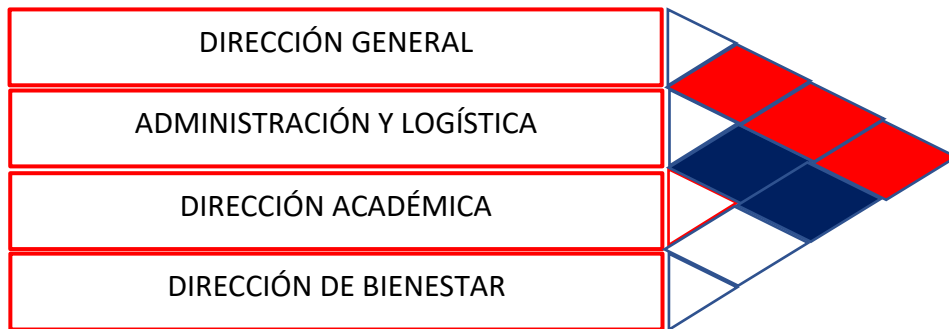 DIRECCIÓN GENERAL
ADMINISTRACIÓN Y LOGÍSTICA
DIRECCIÓN ACADÉMICA
DIRECCIÓN DE BIENESTAR